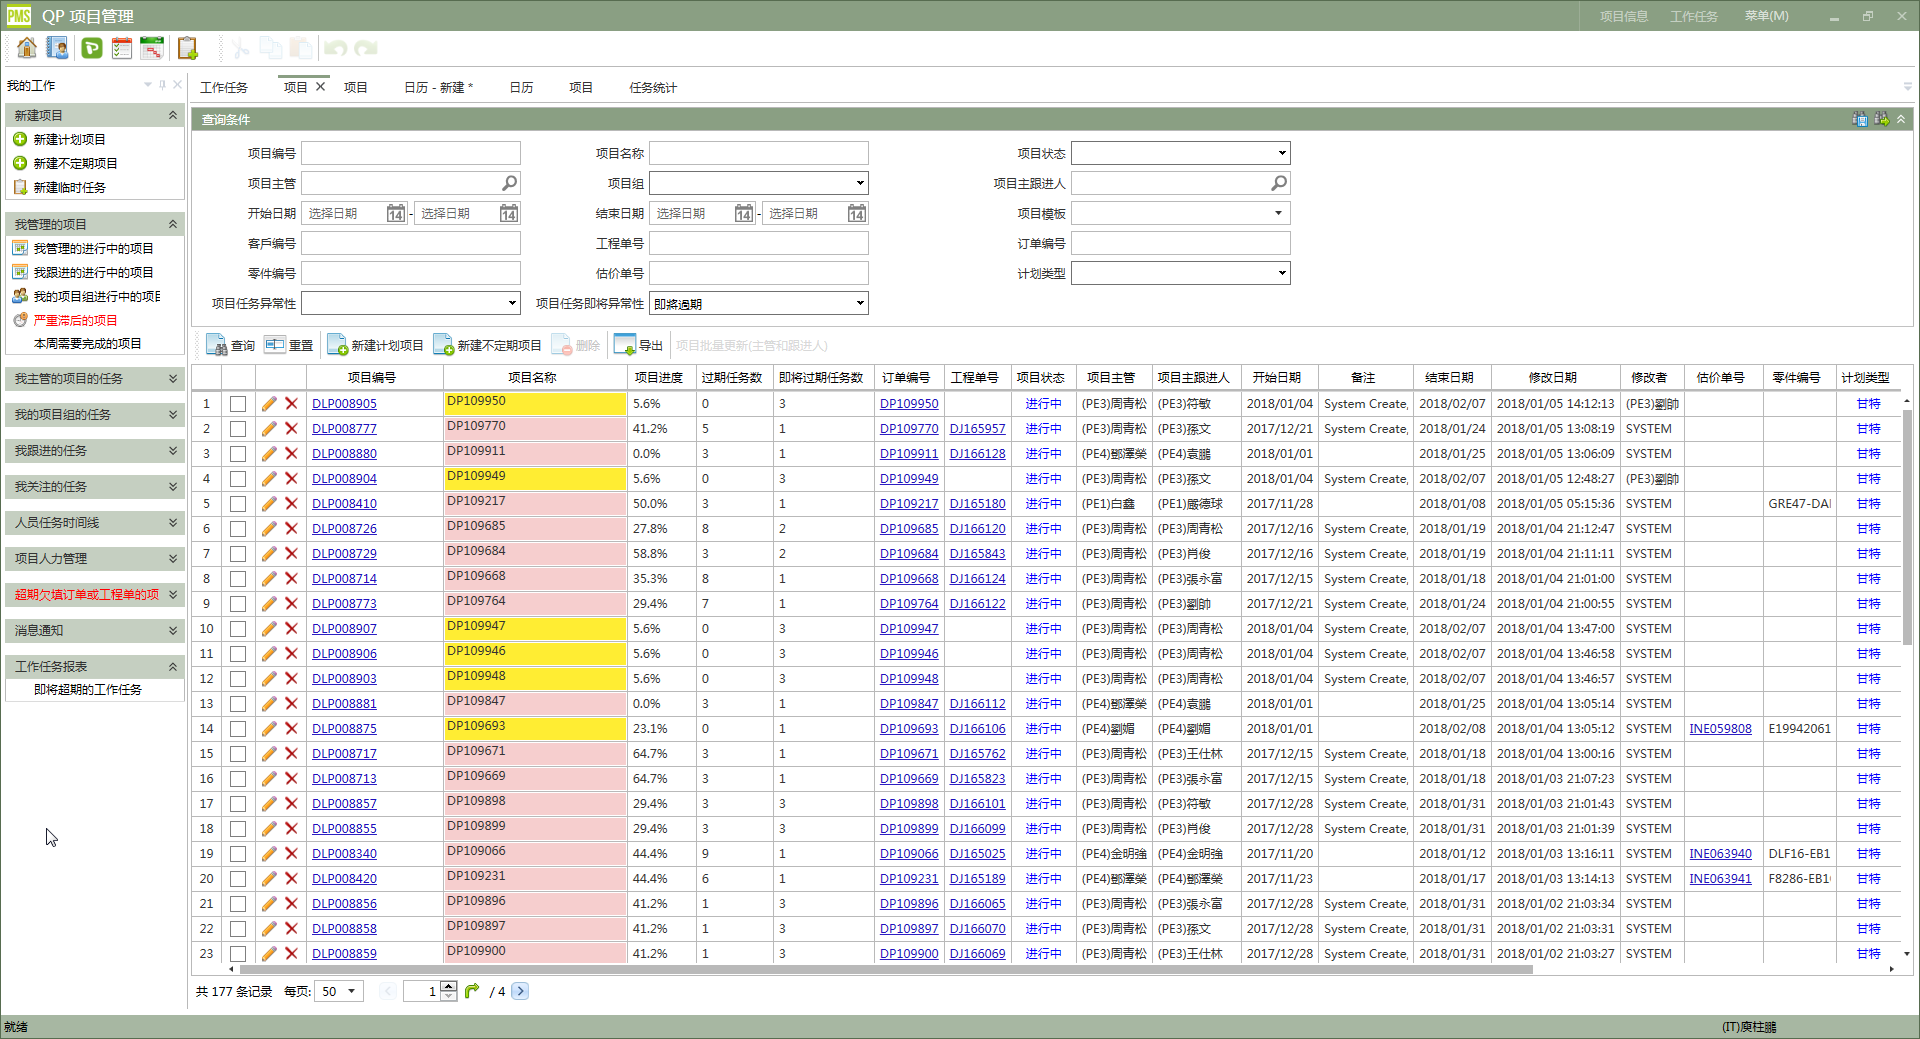 PMS QP 项目管理 项目信息 工作任务 菜单(M)
我的工作
工作任务 项目 项目 日历 - 新建 * 日历 项目 任务统计
新建项目
新建计划项目
新建不定期项目
新建临时任务
我管理的项目
我管理的进行中的项目
我跟进的进行中的项目
我的项目组进行中的项目
严重滞后的项目
本周需要完成的项目
我主管的项目的任务
我的项目组的任务
我跟进的任务
我关注的任务
人员任务时间线
项目人力管理
超期欠填订单或工程单的项
消息通知
工作任务报表
即将超期的工作任务
查询条件
项目编号 项目名称 项目状态
项目主管 项目组 项目主跟进人
开始日期 选择日期 14 - 选择日期 14 结束日期 选择日期 14 - 选择日期 14 项目模板
客戶编号 工程单号 订单编号
零件编号 估价单号 计划类型
项目任务异常性 项目任务即将异常性 即將過期
查询 重置 新建计划项目 新建不定期项目 删除 导出 项目批量更新(主管和跟进人)
项目编号 项目名称 项目进度 过期任务数 即将过期任务数 订单编号 工程单号 项目状态 项目主管 项目主跟进人 开始日期 备注 结束日期 修改日期 修改者 估价单号 零件编号 计划类型
1 DLP008905 DP109950 5.6% 0 3 DP109950 进行中 (PE3)周青松 (PE3)符敏 2018/01/04 System Create, 2018/02/07 2018/01/05 14:12:13 (PE3)劉帥 甘特
2 DLP008777 DP109770 41.2% 5 1 DP109770 DJ165957 进行中 (PE3)周青松 (PE3)孫文 2017/12/21 System Create, 2018/01/24 2018/01/05 13:08:19 SYSTEM 甘特
3 DLP008880 DP109911 0.0% 3 1 DP109911 DJ166128 进行中 (PE4)鄧澤榮 (PE4)袁鵬 2018/01/01 2018/01/25 2018/01/05 13:06:09 SYSTEM 甘特
4 DLP008904 DP109949 5.6% 0 3 DP109949 进行中 (PE3)周青松 (PE3)孫文 2018/01/04 System Create, 2018/02/07 2018/01/05 12:48:27 (PE3)劉帥 甘特
5 DLP008410 DP109217 50.0% 3 1 DP109217 DJ165180 进行中 (PE1)白鑫 (PE1)嚴德球 2017/11/28 2018/01/08 2018/01/05 05:15:36 SYSTEM GRE47-DAI 甘特
6 DLP008726 DP109685 27.8% 8 2 DP109685 DJ166120 进行中 (PE3)周青松 (PE3)周青松 2017/12/16 System Create, 2018/01/19 2018/01/04 21:12:47 SYSTEM 甘特
7 DLP008729 DP109684 58.8% 3 2 DP109684 DJ165843 进行中 (PE3)周青松 (PE3)肖俊 2017/12/16 System Create, 2018/01/19 2018/01/04 21:11:11 SYSTEM 甘特
8 DLP008714 DP109668 35.3% 8 1 DP109668 DJ166124 进行中 (PE3)周青松 (PE3)張永富 2017/12/15 System Create, 2018/01/18 2018/01/04 21:01:00 SYSTEM 甘特
9 DLP008773 DP109764 29.4% 7 1 DP109764 DJ166122 进行中 (PE3)周青松 (PE3)劉帥 2017/12/21 System Create, 2018/01/24 2018/01/04 21:00:55 SYSTEM 甘特
10 DLP008907 DP109947 5.6% 0 3 DP109947 进行中 (PE3)周青松 (PE3)周青松 2018/01/04 System Create, 2018/02/07 2018/01/04 13:47:00 SYSTEM 甘特
11 DLP008906 DP109946 5.6% 0 3 DP109946 进行中 (PE3)周青松 (PE3)周青松 2018/01/04 System Create, 2018/02/07 2018/01/04 13:46:58 SYSTEM 甘特
12 DLP008903 DP109948 5.6% 0 3 DP109948 进行中 (PE3)周青松 (PE3)周青松 2018/01/04 System Create, 2018/02/07 2018/01/04 13:46:57 SYSTEM 甘特
13 DLP008881 DP109847 0.0% 3 1 DP109847 DJ166112 进行中 (PE4)鄧澤榮 (PE4)袁鵬 2018/01/01 2018/01/25 2018/01/04 13:05:14 SYSTEM 甘特
14 DLP008875 DP109693 23.1% 0 1 DP109693 DJ166106 进行中 (PE4)劉媚 (PE4)劉媚 2018/01/01 2018/02/08 2018/01/04 13:05:12 SYSTEM INE059808 E19942061 甘特
15 DLP008717 DP109671 64.7% 3 1 DP109671 DJ165762 进行中 (PE3)周青松 (PE3)王仕林 2017/12/15 System Create, 2018/01/18 2018/01/04 13:00:16 SYSTEM 甘特
16 DLP008713 DP109669 64.7% 3 1 DP109669 DJ165823 进行中 (PE3)周青松 (PE3)張永富 2017/12/15 System Create, 2018/01/18 2018/01/03 21:07:23 SYSTEM 甘特
17 DLP008857 DP109898 29.4% 3 3 DP109898 DJ166101 进行中 (PE3)周青松 (PE3)符敏 2017/12/28 System Create, 2018/01/31 2018/01/03 21:01:43 SYSTEM 甘特
18 DLP008855 DP109899 29.4% 3 3 DP109899 DJ166099 进行中 (PE3)周青松 (PE3)肖俊 2017/12/28 System Create, 2018/01/31 2018/01/03 21:01:39 SYSTEM 甘特
19 DLP008340 DP109066 44.4% 9 1 DP109066 DJ165025 进行中 (PE4)金明強 (PE4)金明強 2017/11/20 2018/01/12 2018/01/03 13:16:11 SYSTEM INE063940 DLF16-EB1 甘特
20 DLP008420 DP109231 44.4% 6 1 DP109231 DJ165189 进行中 (PE4)鄧澤榮 (PE4)鄧澤榮 2017/11/23 2018/01/17 2018/01/03 13:14:13 SYSTEM INE063941 F8286-EB1 甘特
21 DLP008856 DP109896 41.2% 1 3 DP109896 DJ166065 进行中 (PE3)周青松 (PE3)張永富 2017/12/28 System Create, 2018/01/31 2018/01/02 21:03:34 SYSTEM 甘特
22 DLP008858 DP109897 41.2% 1 3 DP109897 DJ166070 进行中 (PE3)周青松 (PE3)孫文 2017/12/28 System Create, 2018/01/31 2018/01/02 21:03:31 SYSTEM 甘特
23 DLP008859 DP109900 41.2% 1 3 DP109900 DJ166069 进行中 (PE3)周青松 (PE3)王仕林 2017/12/28 System Create, 2018/01/31 2018/01/02 21:03:27 SYSTEM 甘特
共 177 条记录 每页: 50 1 / 4
就绪 (IT)庾柱鵬